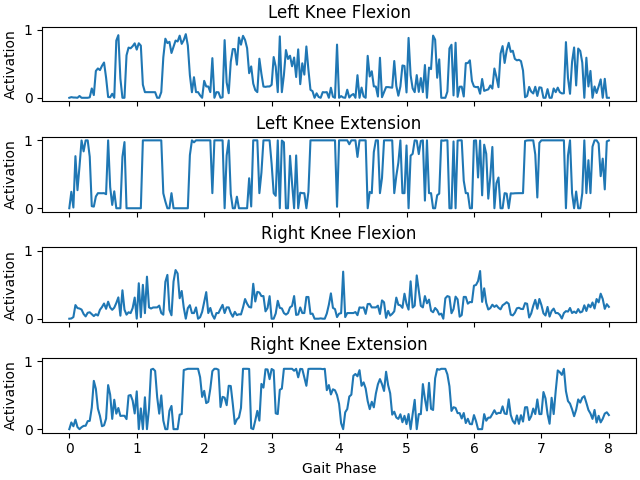 Left Knee Flexion
Activation
1
0
Left Knee Extension
Activation
1
0
Right Knee Flexion
Activation
1
0
Right Knee Extension
Activation
1
0
0 1 2 3 4 5 6 7 8
Gait Phase